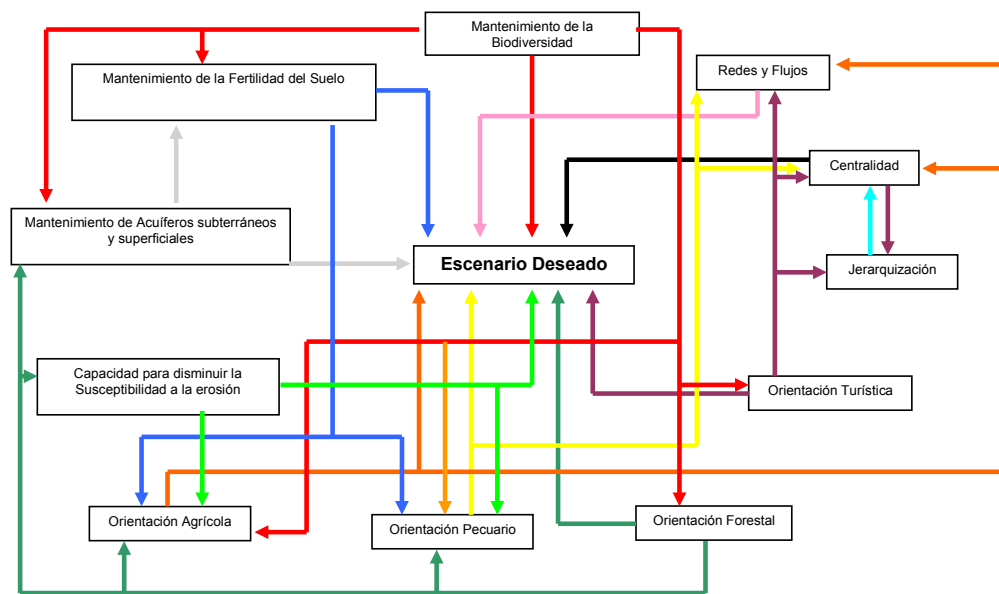 Mantenimiento de la
Biodiversidad
Redes y Flujos
Mantenimiento de la Fertilidad del Suelo
Centralidad
Mantenimiento de Acuíferos subterráneos
y superficiales
Escenario Deseado
Jerarquización
Capacidad para disminuir la
Susceptibilidad a la erosión
Orientación Turística
Orientación Agrícola
Orientación Pecuario
Orientación Forestal